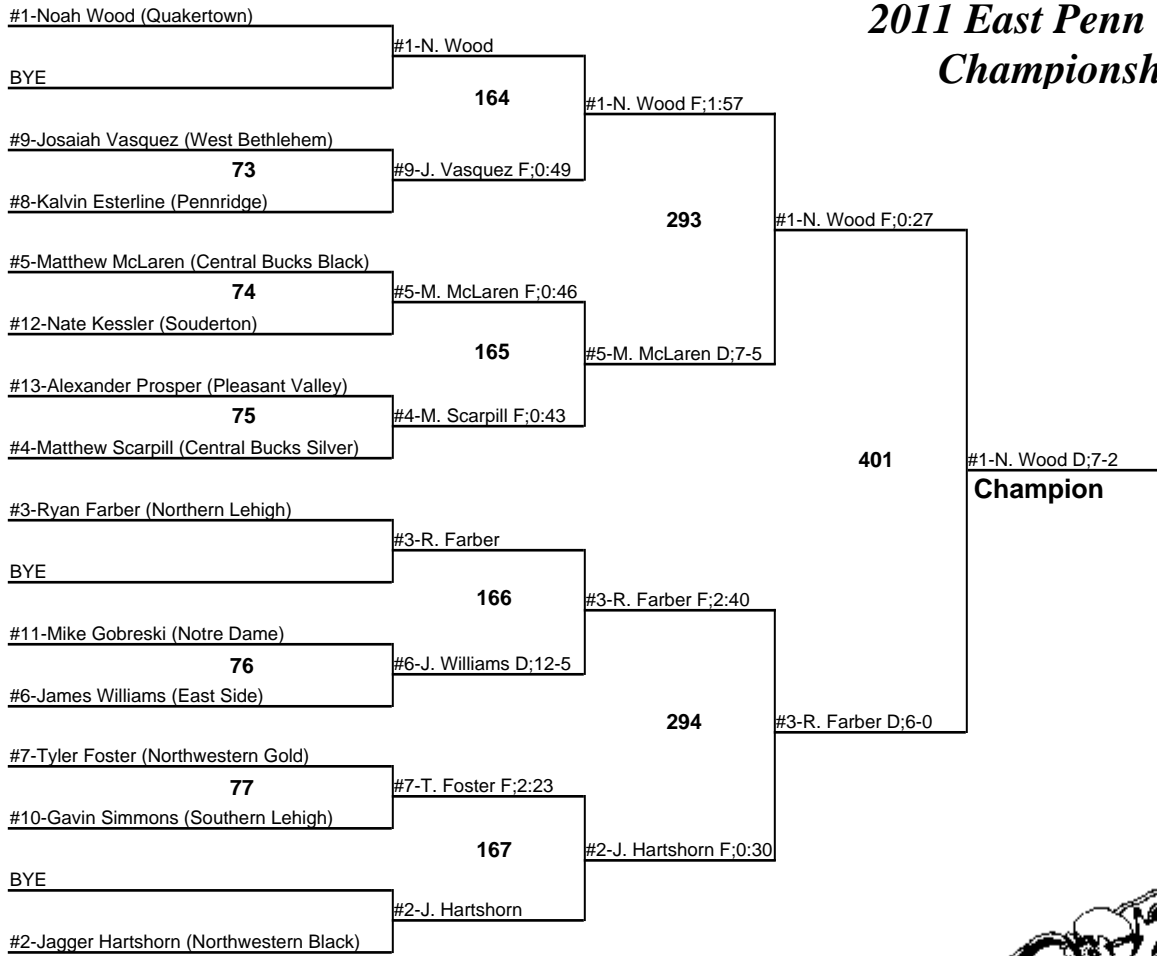 2011 East Penn
Championsh
#1-Noah Wood (Quakertown)
#1-N. Wood
BYE
164
#1-N. Wood F;1:57
#9-Josaiah Vasquez (West Bethlehem)
73
#9-J. Vasquez F;0:49
#8-Kalvin Esterline (Pennridge)
293
#1-N. Wood F;0:27
#5-Matthew McLaren (Central Bucks Black)
74
#5-M. McLaren F;0:46
#12-Nate Kessler (Souderton)
165
#5-M. McLaren D;7-5
#13-Alexander Prosper (Pleasant Valley)
75
#4-M. Scarpill F;0:43
#4-Matthew Scarpill (Central Bucks Silver)
401
#1-N. Wood D;7-2
Champion
#3-Ryan Farber (Northern Lehigh)
#3-R. Farber
BYE
166
#3-R. Farber F;2:40
#11-Mike Gobreski (Notre Dame)
76
#6-J. Williams D;12-5
#6-James Williams (East Side)
294
#3-R. Farber D;6-0
#7-Tyler Foster (Northwestern Gold)
77
#7-T. Foster F;2:23
#10-Gavin Simmons (Southern Lehigh)
167
#2-J. Hartshorn F;0:30
BYE
#2-J. Hartshorn
#2-Jagger Hartshorn (Northwestern Black)